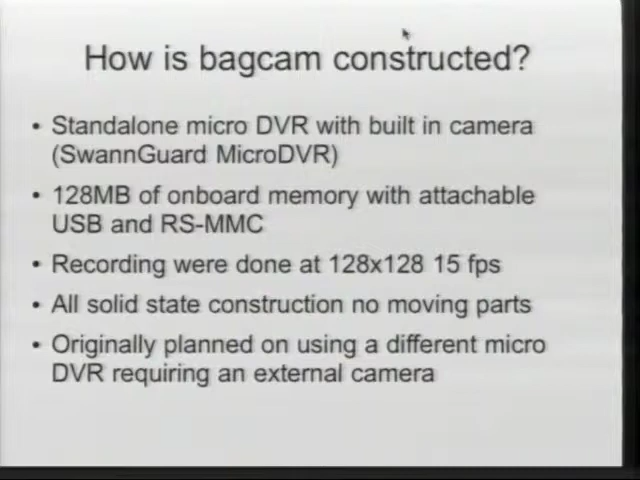 How is bagcam constructed?
• Standalone micro DVR with built in camera
(SwannGuard MicroDVR)
• 128MB of onboard memory with attachable
USB and RS-MMC
• Recording were done at 128x128 15 fps
• All solid state construction no moving parts
• Originally planned on using a different micro
DVR requiring an external camera